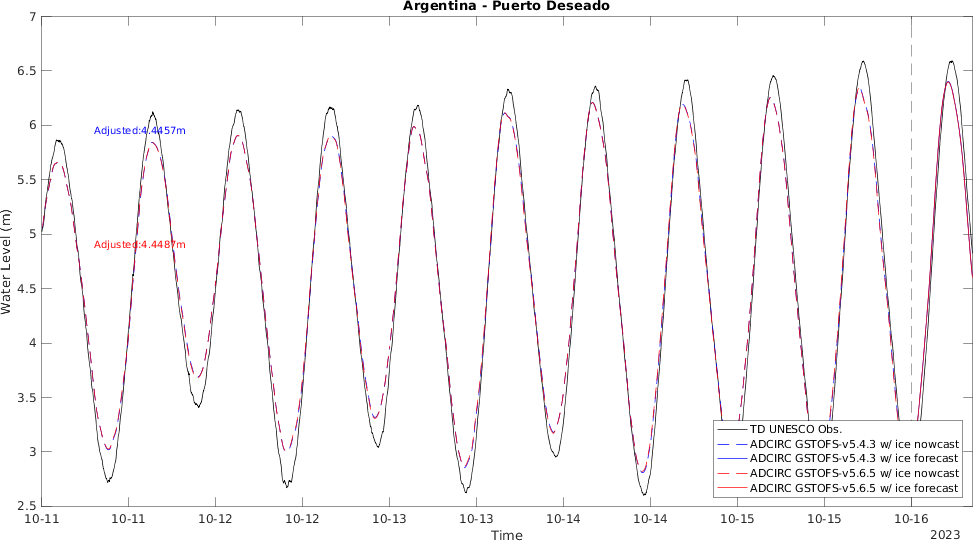 Argentina - Puerto Deseado
Water Level (m)
7
6.5
6
5.5
5
4.5
4
3.5
3
2.5
Adjusted:4.4457m
Adjusted:4.4487m
TD UNESCO Obs.
ADCIRC GSTOFS-v5.4.3 w/ ice nowcast
ADCIRC GSTOFS-v5.4.3 w/ ice forecast
ADCIRC GSTOFS-v5.6.5 w/ ice nowcast
ADCIRC GSTOFS-v5.6.5 w/ ice forecast
10-11 10-11 10-12 10-12 10-13 10-13 10-14 10-14 10-15 10-15 10-16
2023
Time